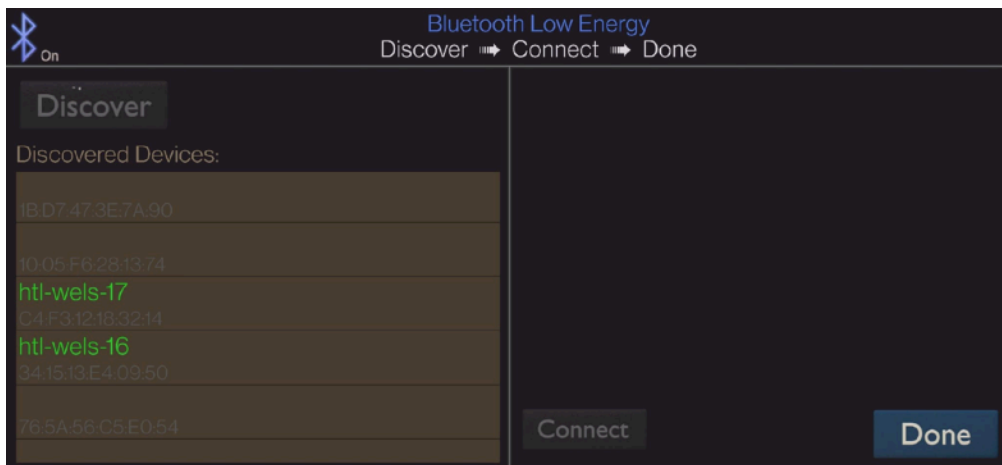 Bluetooth Low Energy
On
Discover ➟ Connect ➟ Done
Discover
Discovered Devices:
1B:D7:47:3E:7A:90
10:05:F6:28:13:74
htl-wels-17
C4:F3:12:18:32:14
htl-wels-16
34:15:13:E4:09:50
76:5A:56:C5:E0:54
Connect
Done